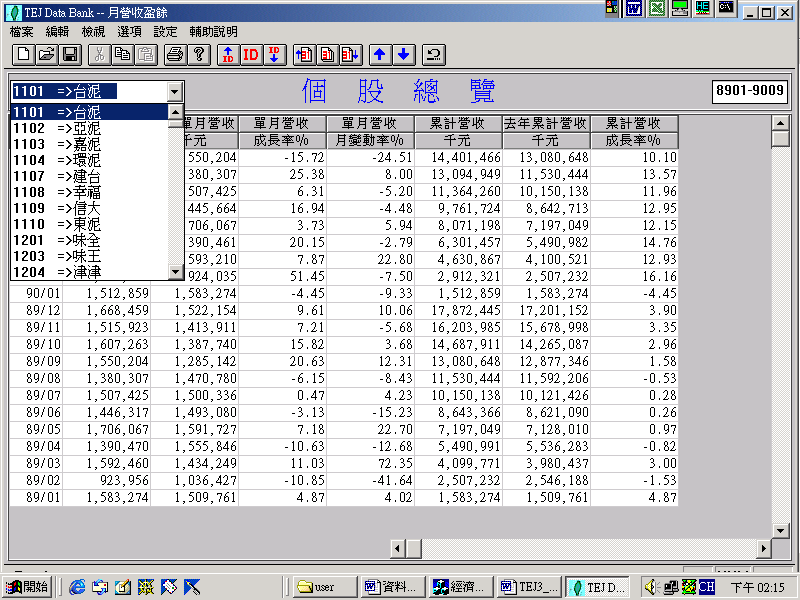 TEJ Data Bank -- 月營收盈餘
檔案 編輯 檢視 選項 設定 輔助說明
ID ID ID
1101 =>台泥 個 股 總 覽 8901-9009
1101 =>台泥
1102 =>亞泥
1103 =>嘉泥
1104 =>環泥
1107 =>建台
1108 =>幸福
1109 =>信大
1110 =>東泥
1201 =>味全
1203 =>味王
1204 =>津津
單月營收 單月營收 單月營收 累計營收 去年累計營收 累計營收
千元 成長率% 月變動率% 千元 千元 成長率%
550,204 -15.72 -24.51 14,401,466 13,080,648 10.10
380,307 25.38 8.00 13,094,949 11,530,444 13.57
507,425 6.31 -5.20 11,364,260 10,150,138 11.96
445,664 16.94 -4.48 9,761,724 8,642,713 12.95
706,067 3.73 5.94 8,071,198 7,197,049 12.15
390,461 20.15 -2.79 6,301,457 5,490,982 14.76
593,210 7.87 22.80 4,630,867 4,100,521 12.93
924,035 51.45 -7.50 2,912,321 2,507,232 16.16
90/01 1,512,859 1,583,274 -4.45 -9.33 1,512,859 1,583,274 -4.45
89/12 1,668,459 1,522,154 9.61 10.06 17,872,445 17,201,152 3.90
89/11 1,515,923 1,413,911 7.21 -5.68 16,203,985 15,678,998 3.35
89/10 1,607,263 1,387,740 15.82 3.68 14,687,911 14,265,087 2.96
89/09 1,550,204 1,285,142 20.63 12.31 13,080,648 12,877,346 1.58
89/08 1,380,307 1,470,780 -6.15 -8.43 11,530,444 11,592,206 -0.53
89/07 1,507,425 1,500,336 0.47 4.23 10,150,138 10,121,426 0.28
89/06 1,446,317 1,493,080 -3.13 -15.23 8,643,366 8,621,090 0.26
89/05 1,706,067 1,591,727 7.18 22.70 7,197,049 7,128,010 0.97
89/04 1,390,470 1,555,846 -10.63 -12.68 5,490,991 5,536,283 -0.82
89/03 1,592,460 1,434,249 11.03 72.35 4,099,771 3,980,437 3.00
89/02 923,956 1,036,427 -10.85 -41.64 2,507,232 2,546,188 -1.53
89/01 1,583,274 1,509,761 4.87 4.02 1,583,274 1,509,761 4.87
開始 user 資料... 經濟... TEJ3_... TEJ D... CH 下午 02:15